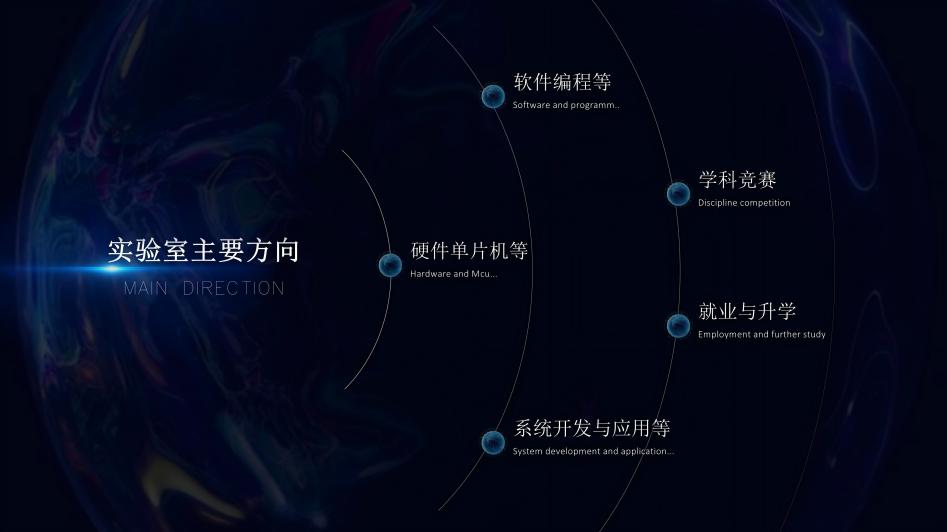 实验室主要方向
MAIN DIRECTION
硬件单片机等
Hardware and Mcu...
软件编程等
Software and programm..
系统开发与应用等
System development and application...
学科竞赛
Discipline competition
就业与升学
Employment and further study